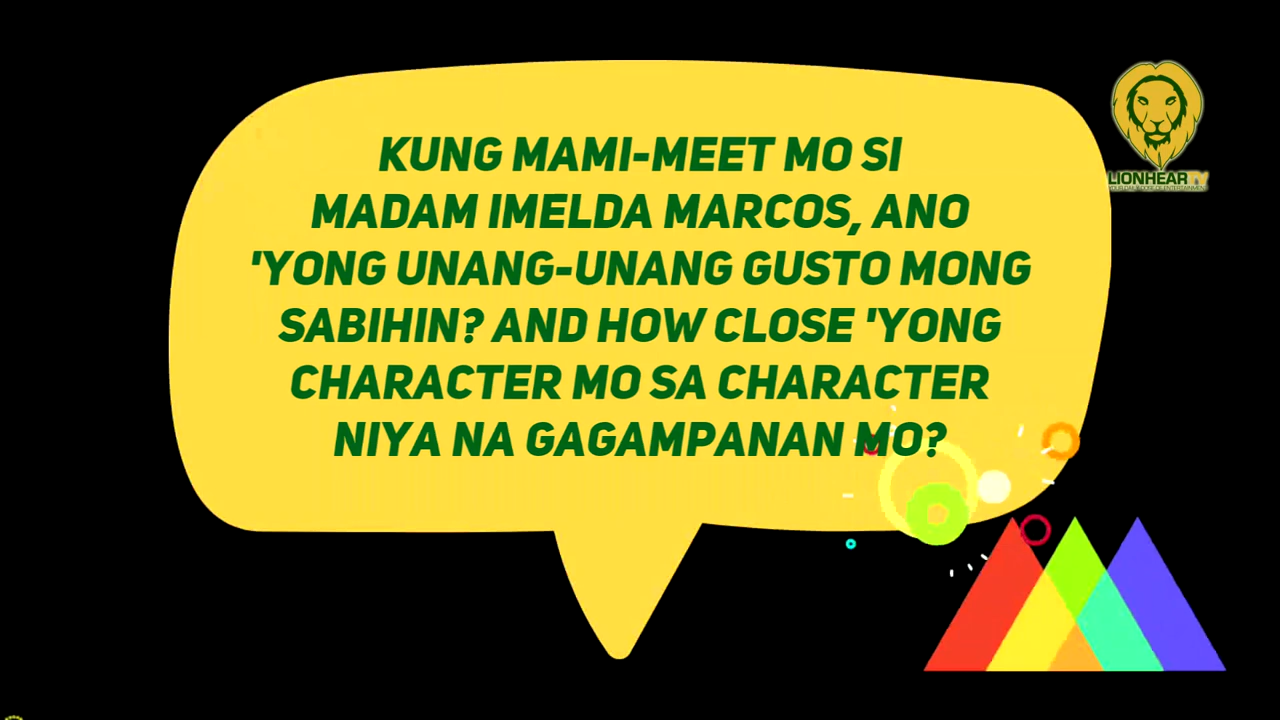 KUNG MAMI-MEET MO SI
MADAM IMELDA MARCOS, ANO
'YONG UNANG-UNANG GUSTO MONG
SABIHIN? AND HOW CLOSE 'YONG
CHARACTER MO SA CHARACTER
NIYA NA GAGAMPANAN MO?
LIONHEARTV